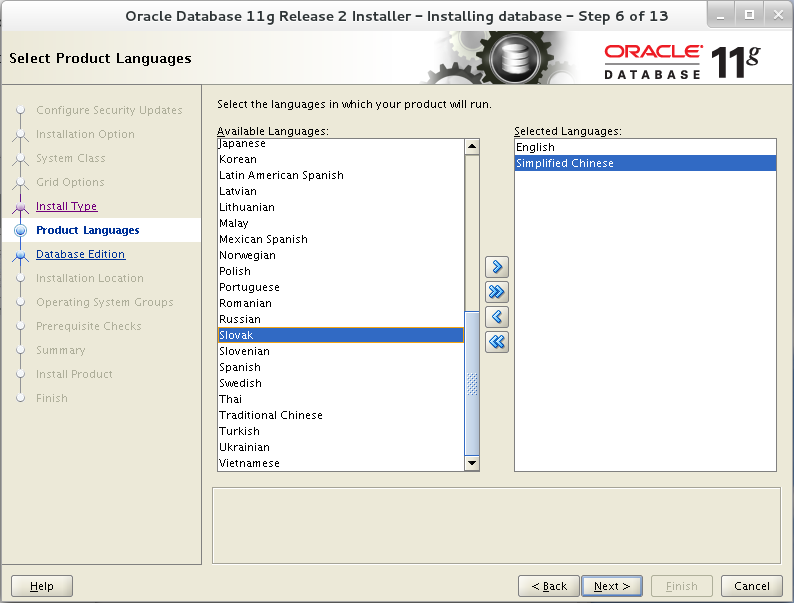 Oracle Database 11g Release 2 Installer - Installing database - Step 6 of 13
Select Product Languages
ORACLE
DATABASE
11g
Configure Security Updates
Installation Option
System Class
Grid Options
Install Type
Product Languages
Database Edition
Installation Location
Operating System Groups
Prerequisite Checks
Summary
Install Product
Finish
Select the languages in which your product will run.
Available Languages:
Japanese
Korean
Latin American Spanish
Latvian
Lithuanian
Malay
Mexican Spanish
Norwegian
Polish
Portuguese
Romanian
Russian
Slovak
Slovenian
Spanish
Swedish
Thai
Traditional Chinese
Turkish
Ukrainian
Vietnamese
Selected Languages:
English
Simplified Chinese
Help
< Back
Next >
Finish
Cancel